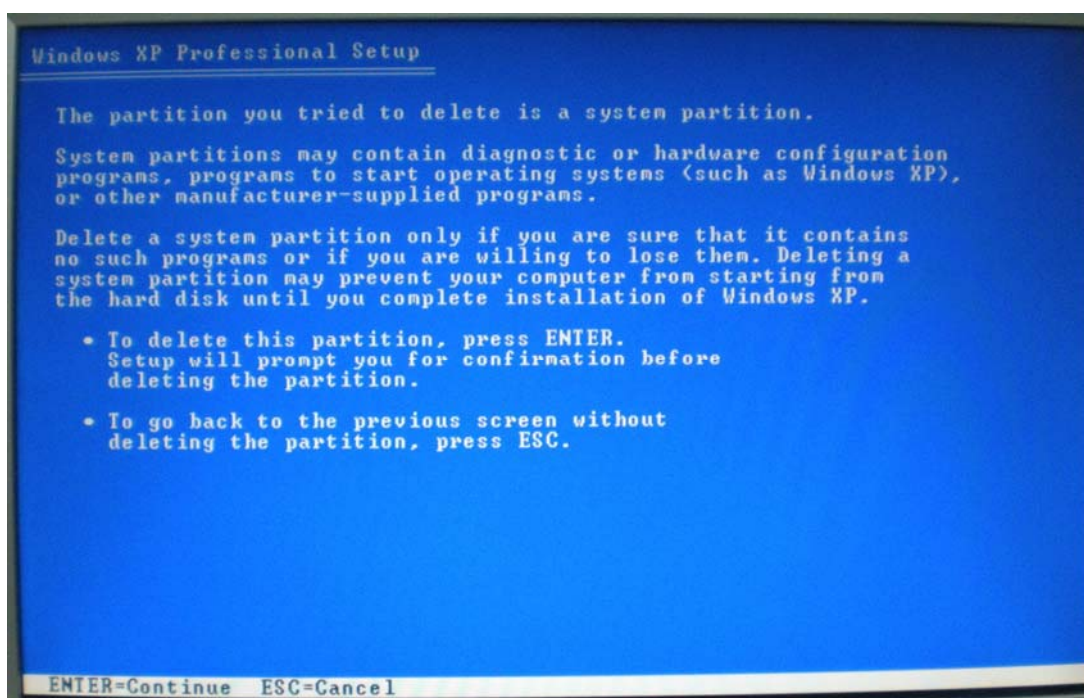 Windows XP Professional Setup
The partition you tried to delete is a system partition.
System partitions may contain diagnostic or hardware configuration
programs, programs to start operating systems (such as Windows XP),
or other manufacturer-supplied programs.
Delete a system partition only if you are sure that it contains
no such programs or if you are willing to lose them. Deleting a
system partition may prevent your computer from starting from
the hard disk until you complete installation of Windows XP.
• To delete this partition, press ENTER.
Setup will prompt you for confirmation before
deleting the partition.
• To go back to the previous screen without
deleting the partition, press ESC.
ENTER=Continue ESC=Cancel